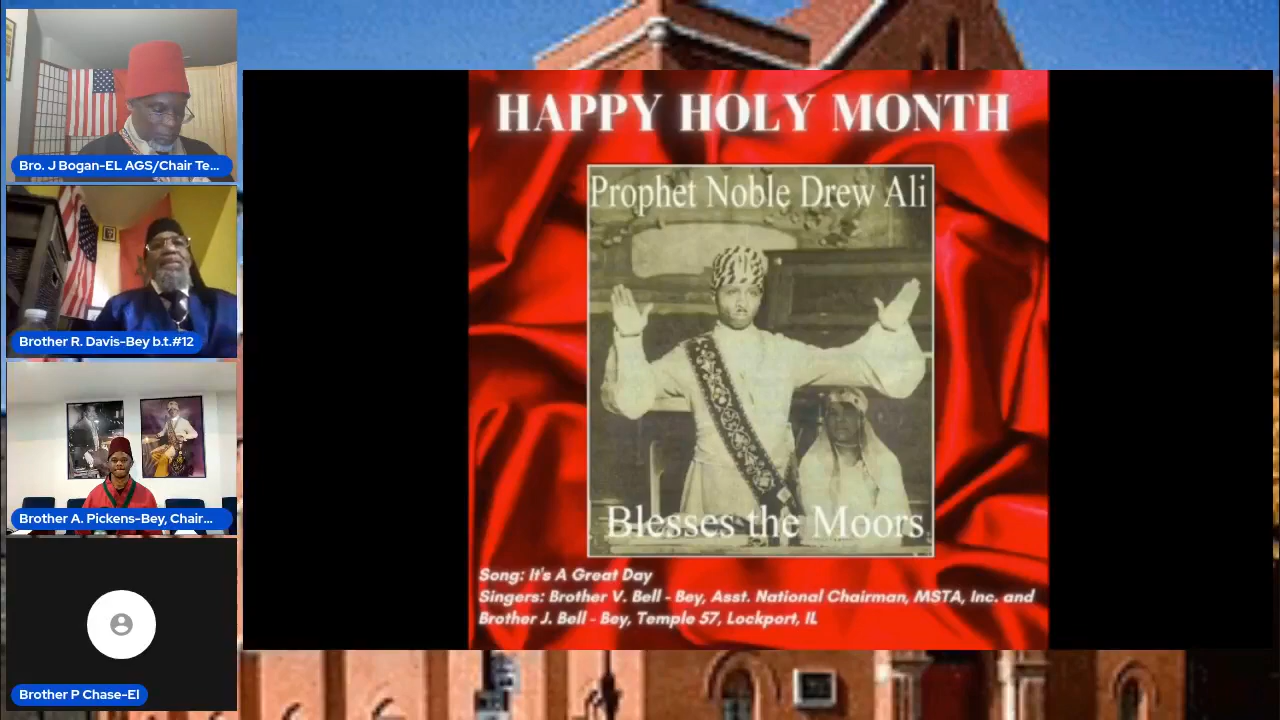 Bro. J Bogan-EL AGS/Chair Te...
Brother R. Davis-Bey b.t.#12
Brother A. Pickens-Bey, Chair...
Brother P Chase-El
HAPPY HOLY MONTH
Prophet Noble Drew Ali
Blesses the Moors
Song: It's A Great Day
Singers: Brother V. Bell - Bey, Asst. National Chairman, MSTA, Inc. and
Brother J. Bell - Bey, Temple 57, Lockport, IL